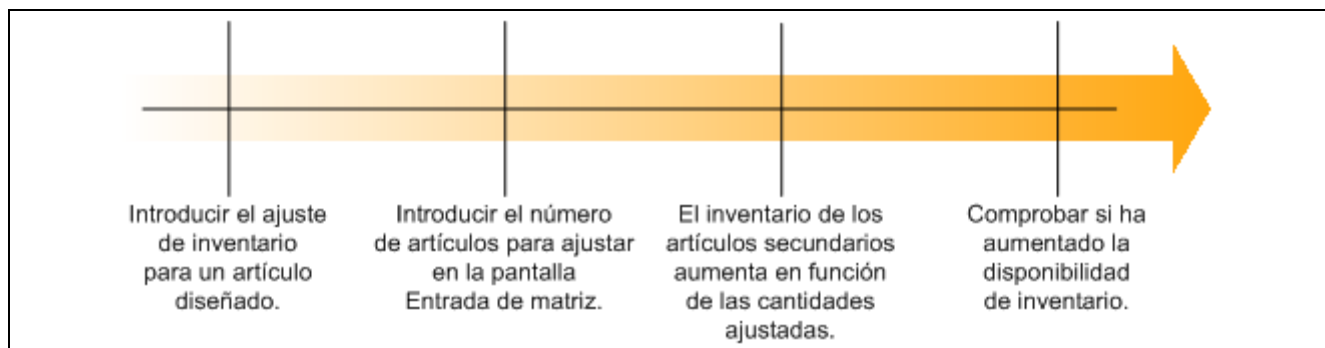 Introducir el ajuste
de inventario
para un artículo
diseñado.
Introducir el número
de artículos para ajustar
en la pantalla
Entrada de matriz.
El inventario de los
artículos secundarios
aumenta en función
de las cantidades
ajustadas.
Comprobar si ha
aumentado la
disponibilidad
de inventario.